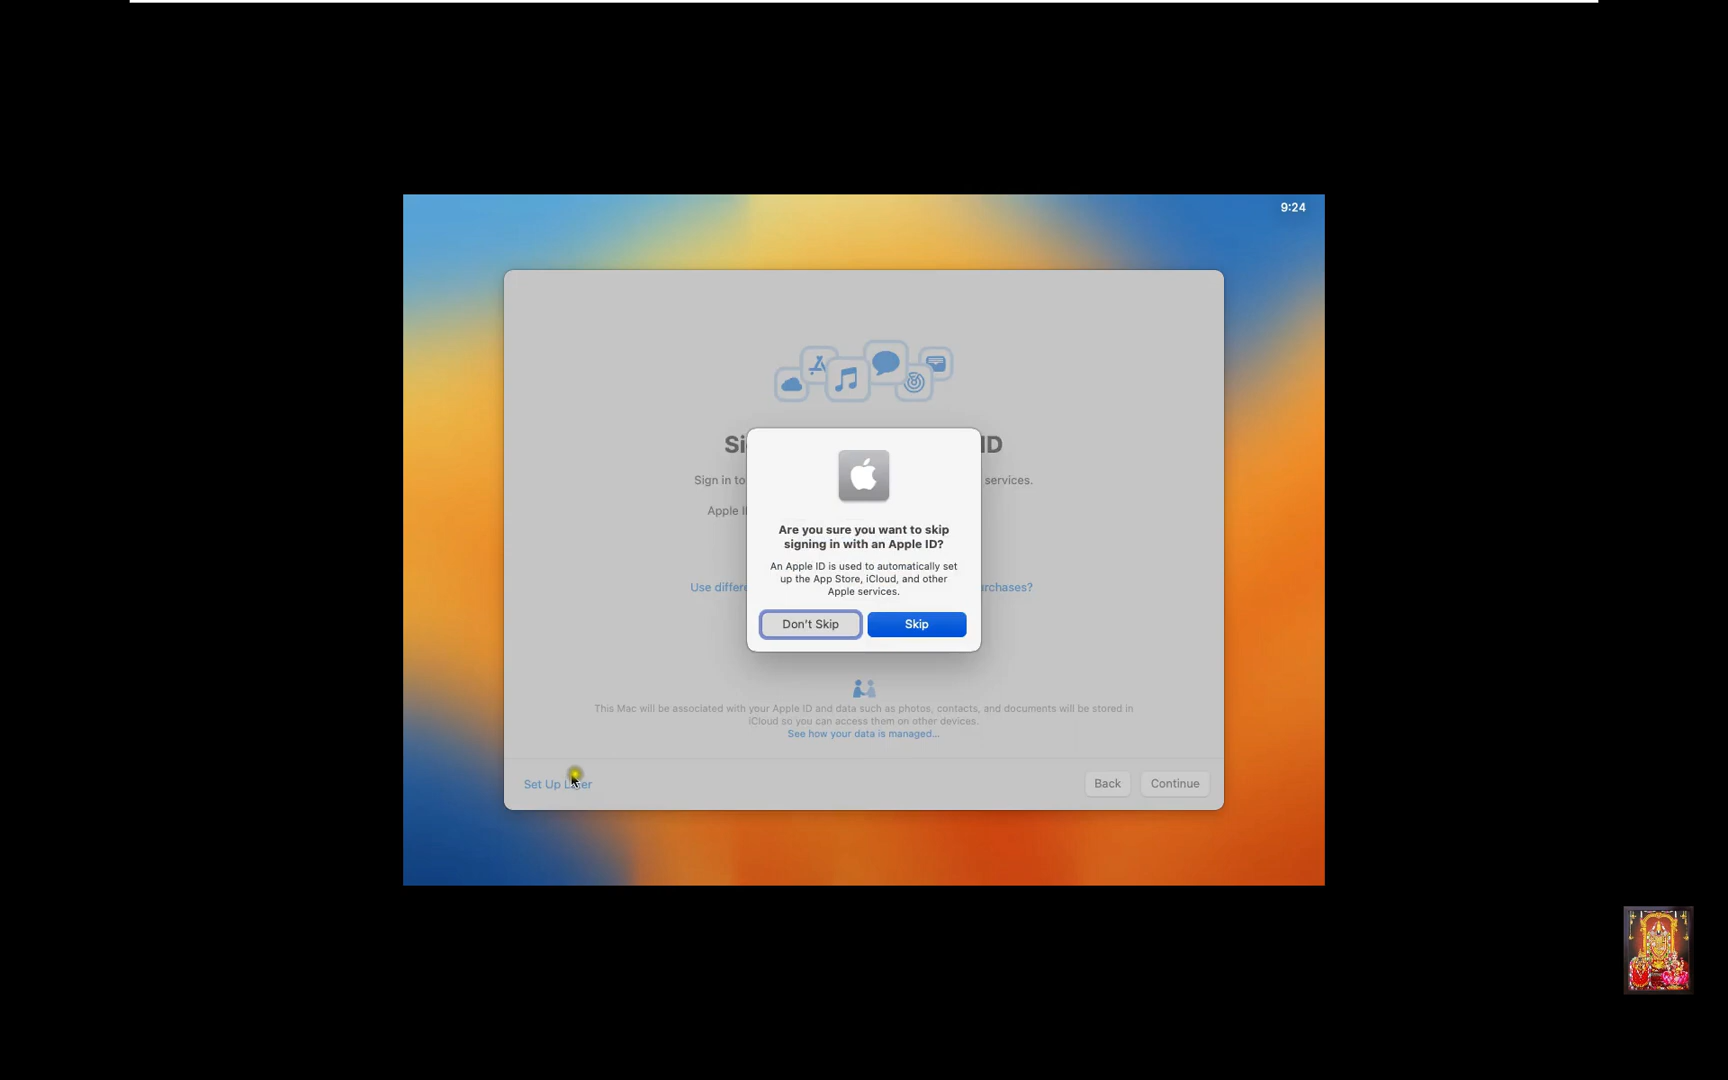 9:24
ID
Sign in to
services.
Apple
Are you sure you want to skip
signing in with an Apple ID?
An Apple ID is used to automatically set
up the App Store, iCloud, and other
Apple services.
Use
Don't Skip
Skip
This Mac will be associated with your Apple ID and data such as photos, contacts, and documents will be stored in
iCloud so you can access them on other devices.
See how your data is managed...
Set Up
Back
Continue